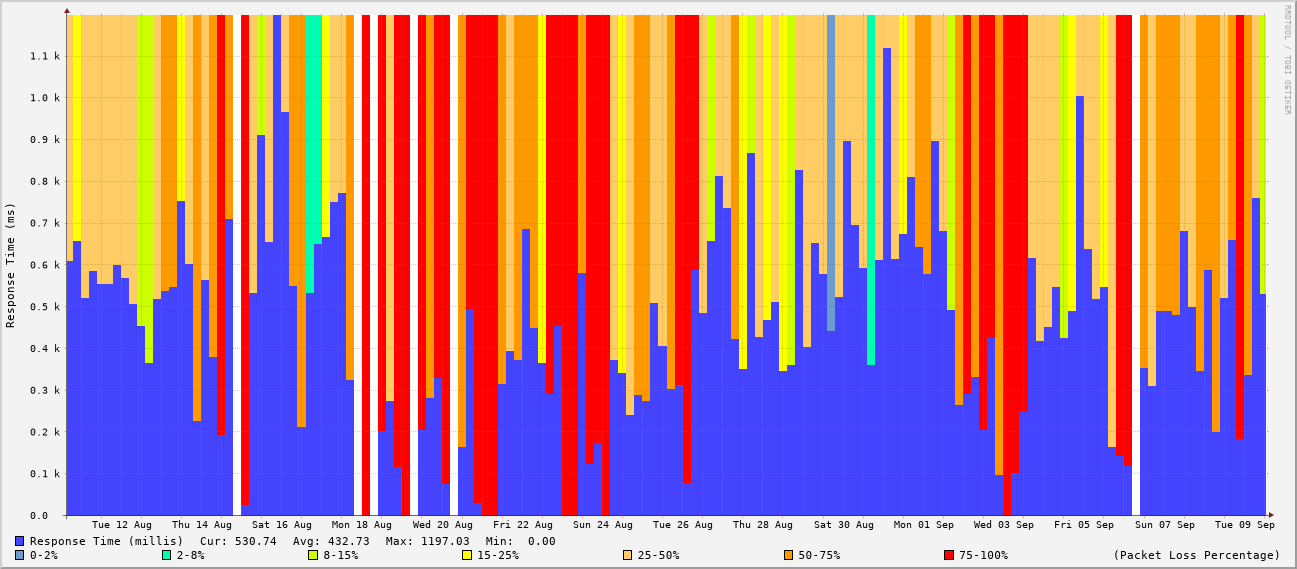 RRDTOOL / TOBI OETIKER
Response Time (ms)
1.1 k
1.0 k
0.9 k
0.8 k
0.7 k
0.6 k
0.5 k
0.4 k
0.3 k
0.2 k
0.1 k
0.0
Tue 12 Aug Thu 14 Aug Sat 16 Aug Mon 18 Aug Wed 20 Aug Fri 22 Aug Sun 24 Aug Tue 26 Aug Thu 28 Aug Sat 30 Aug Mon 01 Sep Wed 03 Sep Fri 05 Sep Sun 07 Sep Tue 09 Sep
Response Time (millis) Cur: 530.74 Avg: 432.73 Max: 1197.03 Min: 0.00
0-2% 2-8% 8-15% 15-25% 25-50% 50-75% 75-100% (Packet Loss Percentage)